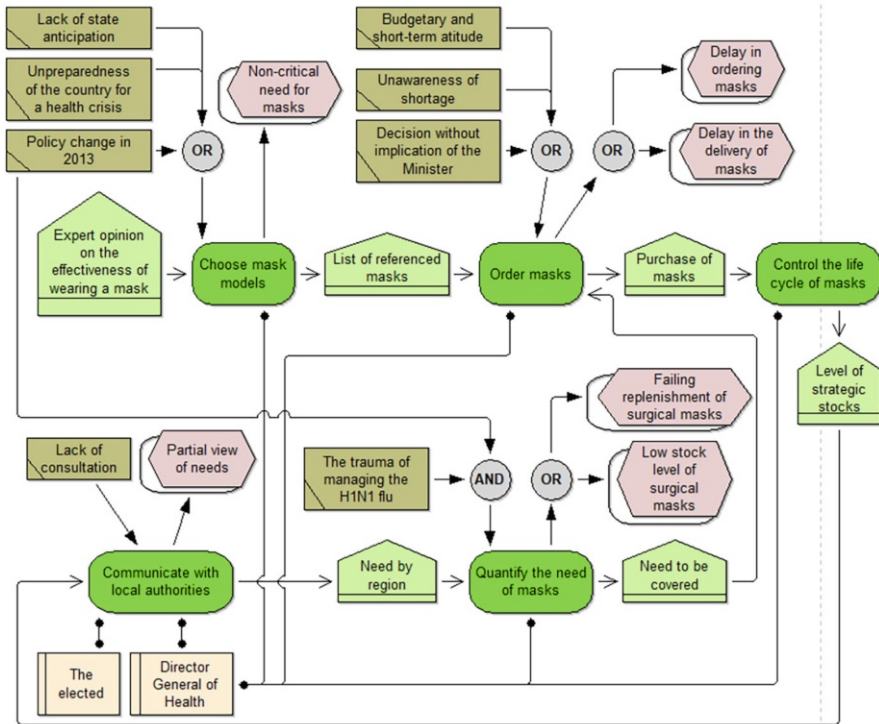 Lack of state
anticipation
Unpreparedness
of the country for
a health crisis
Policy change in
2013
OR
Non-critical
need for
masks
Budgetary and
short-term atitude
Unawareness of
shortage
Decision without
implication of the
Minister
OR
OR
Delay in
ordering
masks
Delay in the
delivery of
masks
Expert opinion
on the
effectiveness of
wearing a mask
Choose mask
models
List of referenced
masks
Order masks
Purchase of
masks
Control the life
cycle of masks
Level of
strategic
stocks
Lack of
consultation
Partial view
of needs
The trauma of
managing the
H1N1 flu
AND
OR
Failing
replenishment of
surgical masks
Low stock
level of
surgical
masks
Communicate with
local authorities
Need by
region
Quantify the need
of masks
Need to be
covered
The
elected
Director
General of
Health